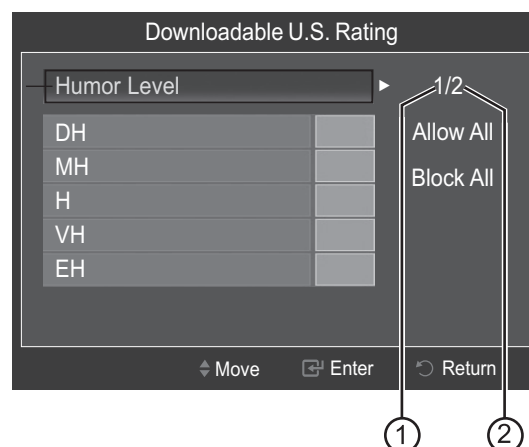 Downloadable U.S. Rating
Humor Level ► 1/2
DH Allow All
MH Block All
H
VH
EH
Move Enter Return
1 2